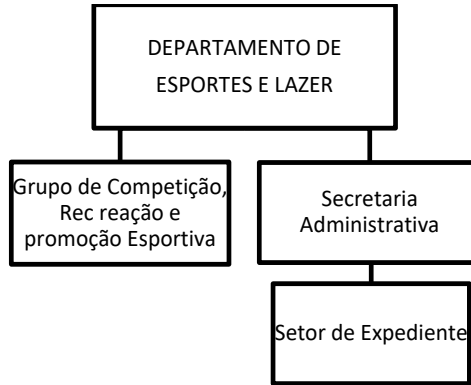 DEPARTAMENTO DE
ESPORTES E LAZER
Grupo de Competição,
Rec reação e
promoção Esportiva
Secretaria
Administrativa
Setor de Expediente